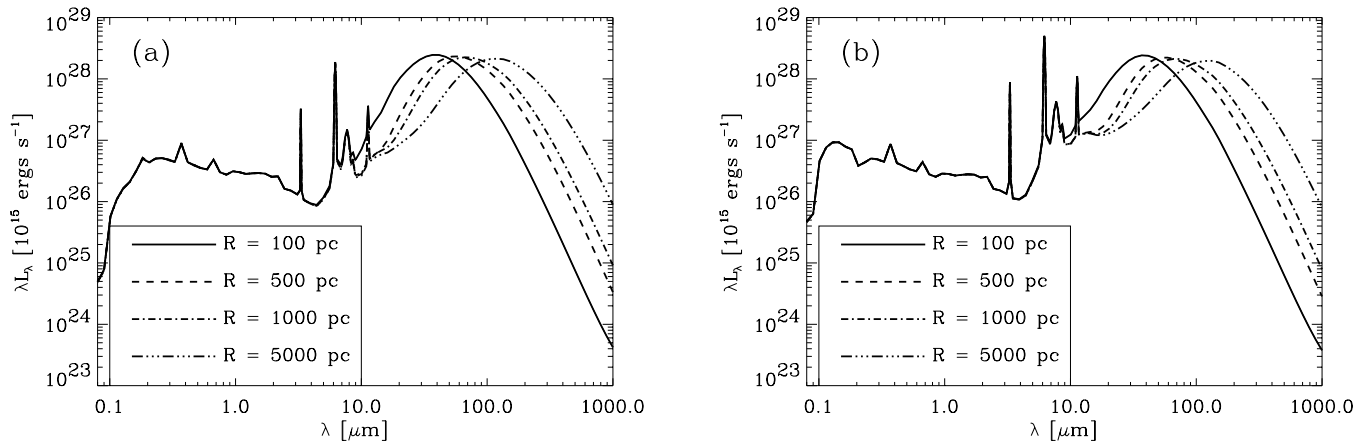 (a)
λL_λ [10^15 ergs s^−1]
10^29
10^28
10^27
10^26
10^25
10^24
10^23
R = 100 pc
R = 500 pc
R = 1000 pc
R = 5000 pc
0.1 1.0 10.0 100.0 1000.0
λ [μm]
(b)
λL_λ [10^15 ergs s^−1]
10^29
10^28
10^27
10^26
10^25
10^24
10^23
R = 100 pc
R = 500 pc
R = 1000 pc
R = 5000 pc
0.1 1.0 10.0 100.0 1000.0
λ [μm]